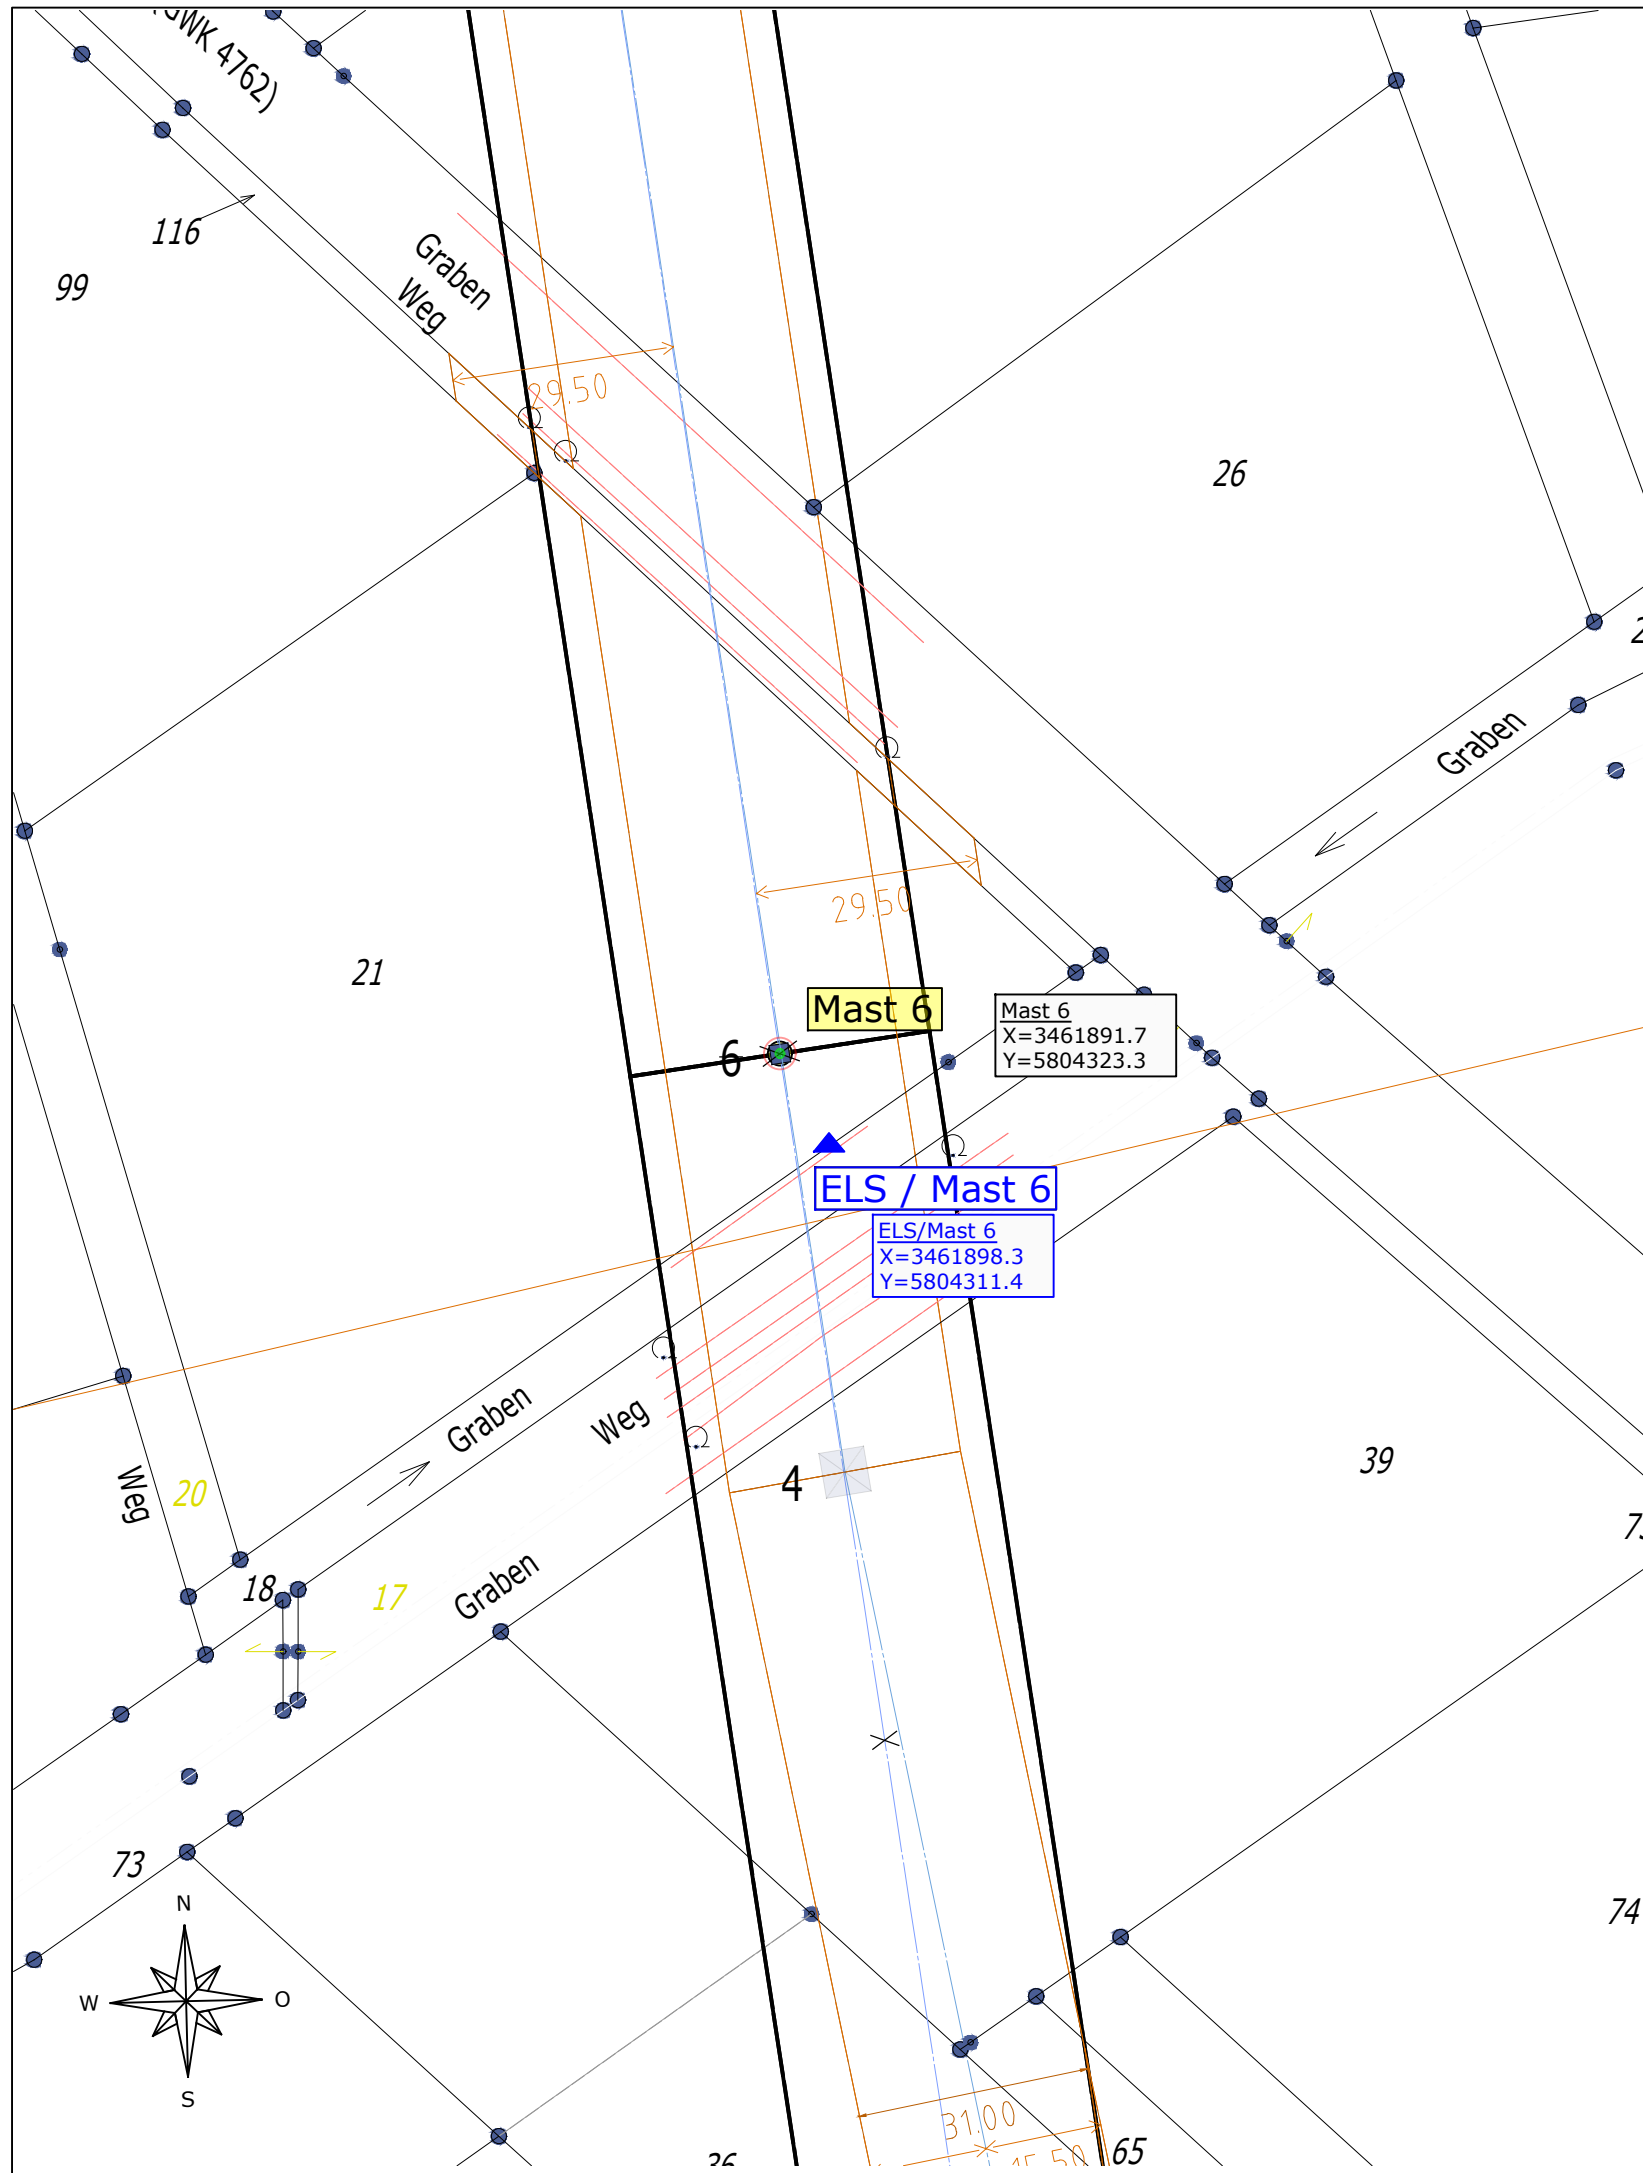 GWK 4762)
116
99
Graben
Weg
29.50
26
Graben
29.50
21
Mast 6
Mast 6
X=3461891.7
Y=5804323.3
6
ELS / Mast 6
ELS/Mast 6
X=3461898.3
Y=5804311.4
Graben
Weg
39
4
Weg
20
18
17
Graben
73
74
N
W
O
S
31.00
65